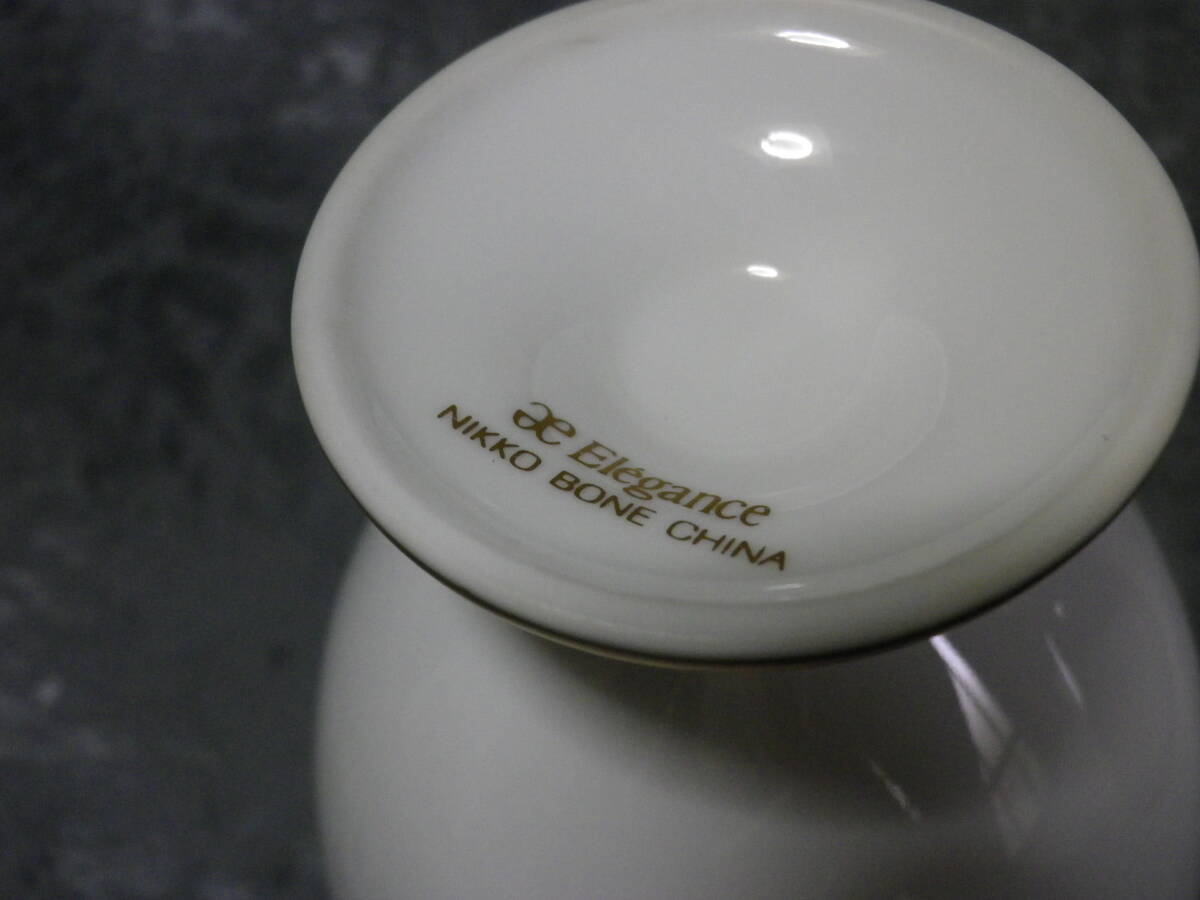 æ Elégance
NIKKO BONE CHINA